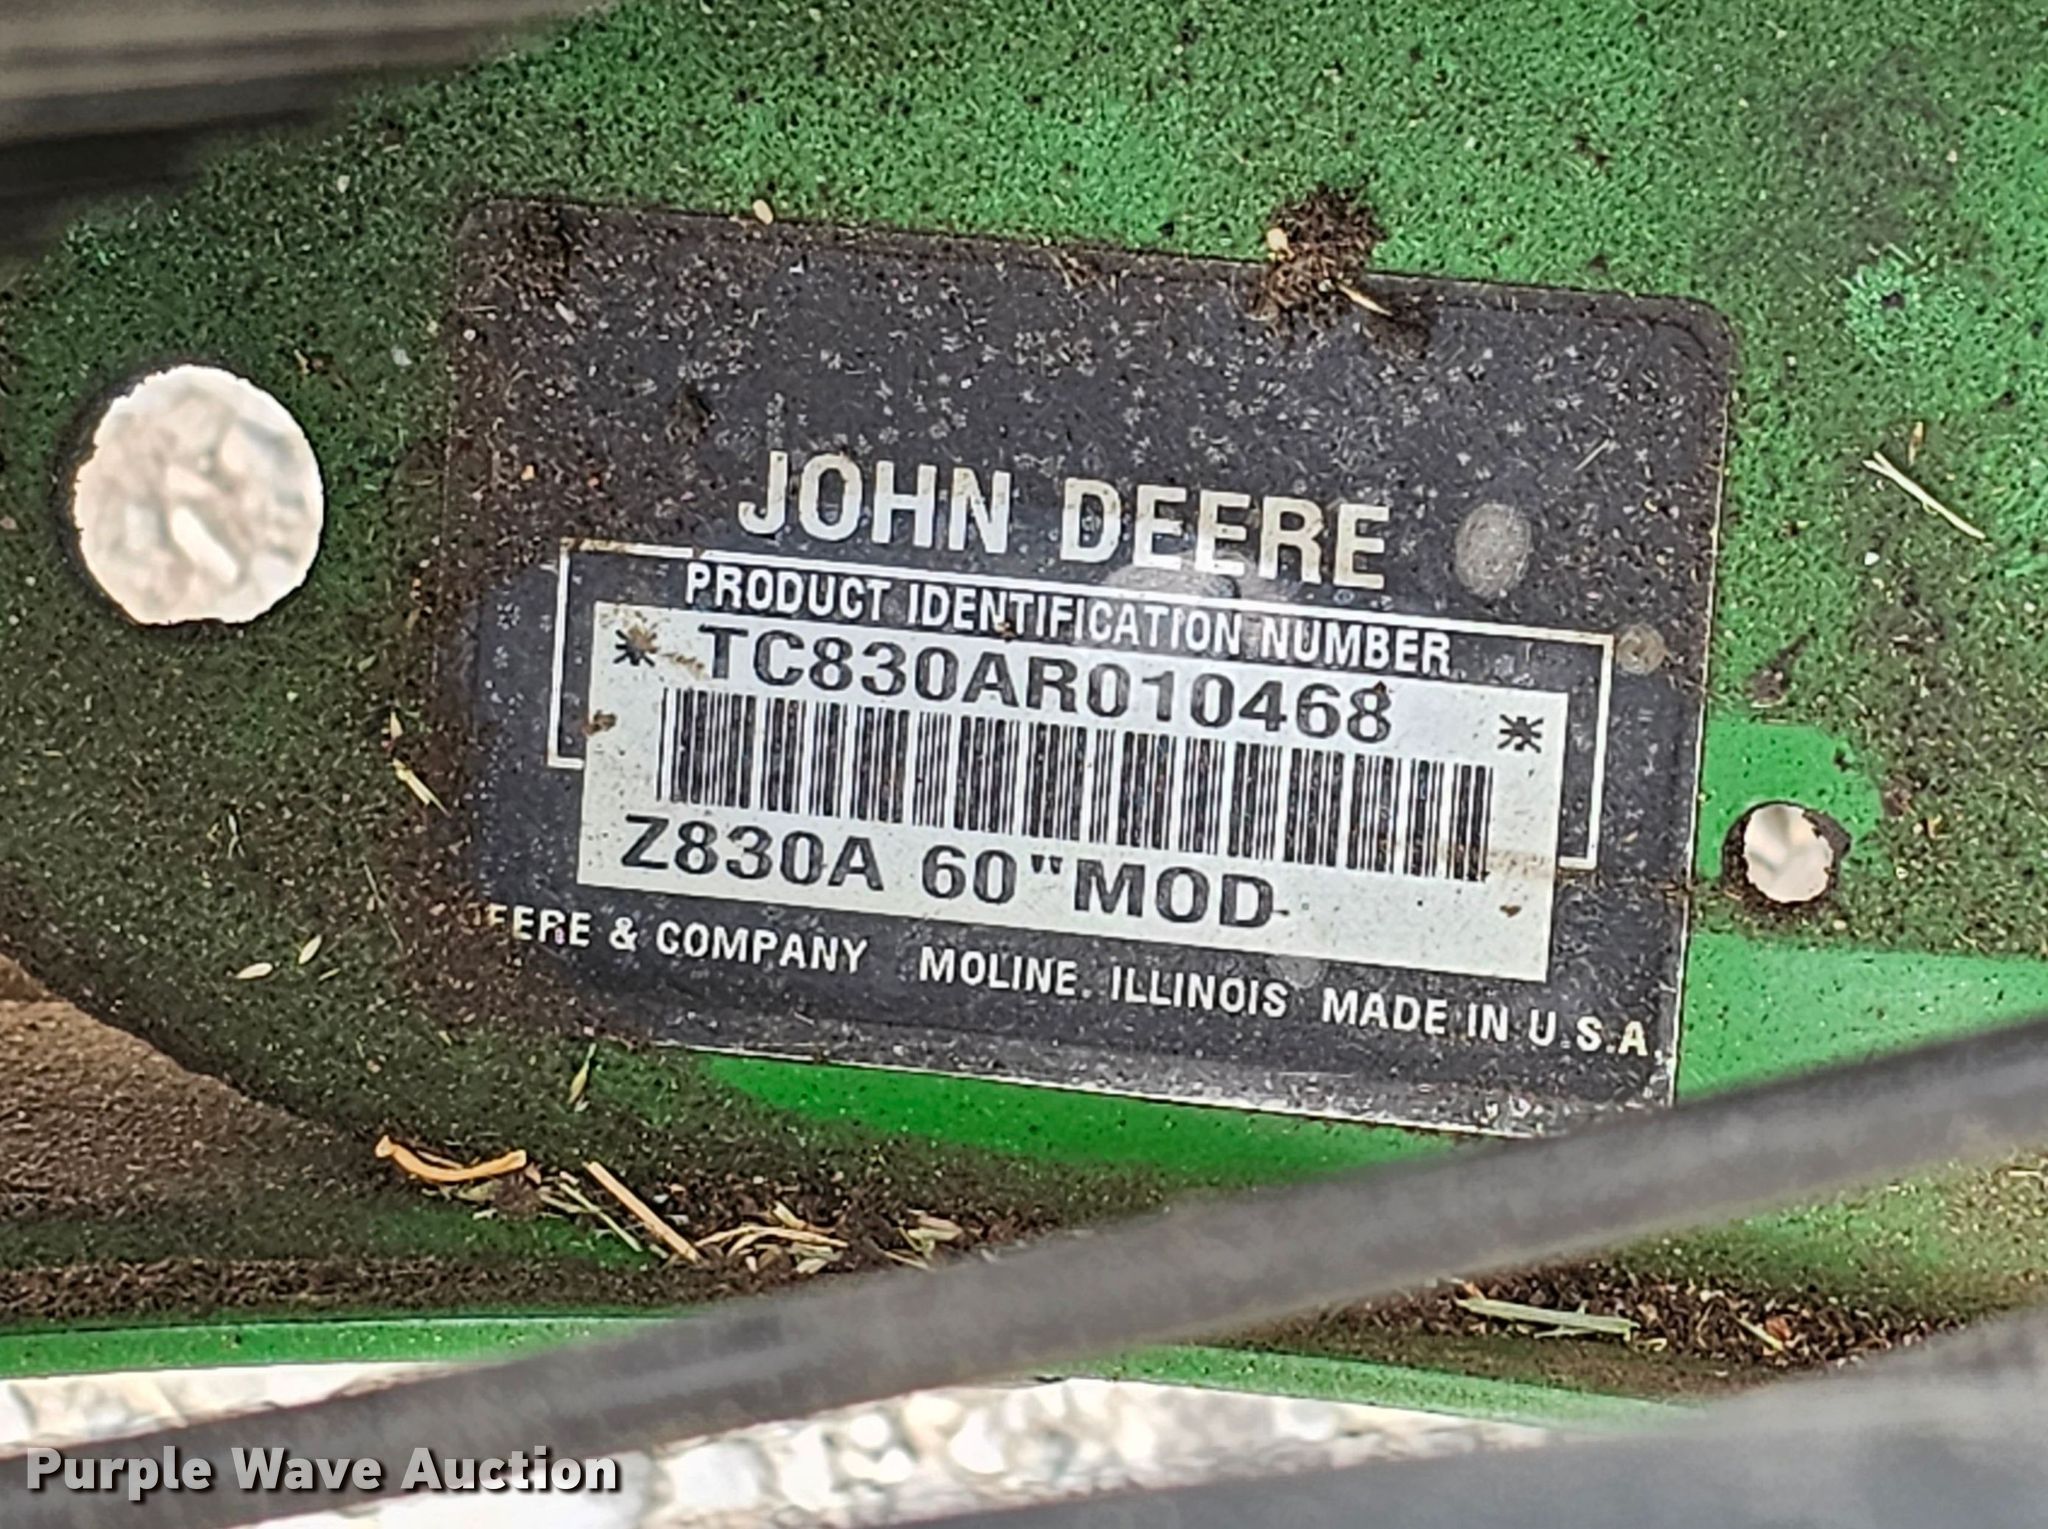 JOHN DEERE
PRODUCT IDENTIFICATION NUMBER
* TC830AR010468 *
Z830A 60"MOD
EERE & COMPANY MOLINE, ILLINOIS MADE IN U.S.A.
Purple Wave Auction